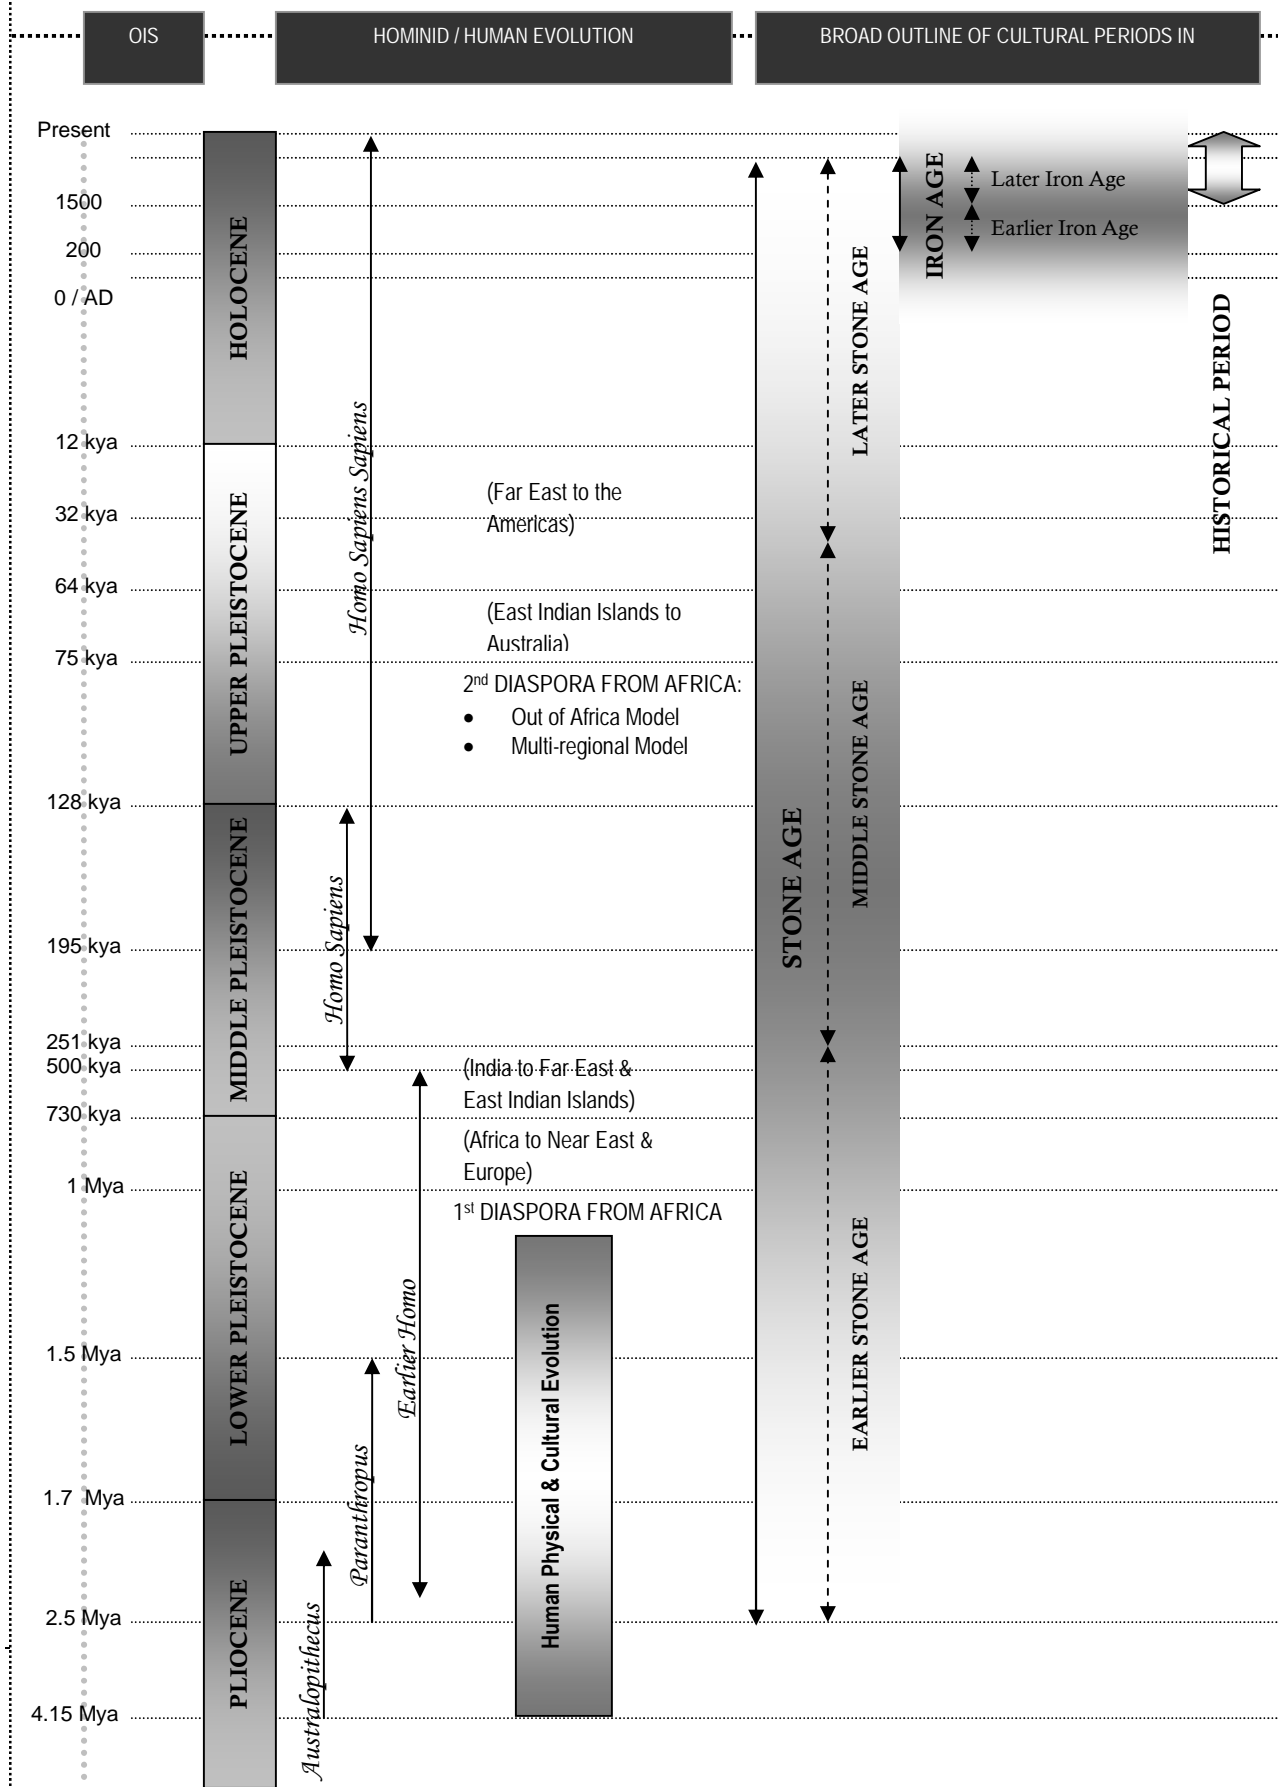 OIS
HOMINID / HUMAN EVOLUTION
BROAD OUTLINE OF CULTURAL PERIODS IN
Present
1500
200
0 / AD
12 kya
32 kya
64 kya
75 kya
128 kya
195 kya
251 kya
500 kya
730 kya
1 Mya
1.5 Mya
1.7 Mya
2.5 Mya
4.15 Mya
HOLOCENE
UPPER PLEISTOCENE
MIDDLE PLEISTOCENE
LOWER PLEISTOCENE
PLIOCENE
Homo Sapiens Sapiens
Homo Sapiens
Earlier Homo
Paranthropus
Australopithecus
(Far East to the
Americas)
(East Indian Islands to
Australia)
2nd DIASPORA FROM AFRICA:
• Out of Africa Model
• Multi-regional Model
(India to Far East &
East Indian Islands)
(Africa to Near East &
Europe)
1st DIASPORA FROM AFRICA
Human Physical & Cultural Evolution
STONE AGE
LATER STONE AGE
MIDDLE STONE AGE
EARLIER STONE AGE
IRON AGE
Later Iron Age
Earlier Iron Age
HISTORICAL PERIOD